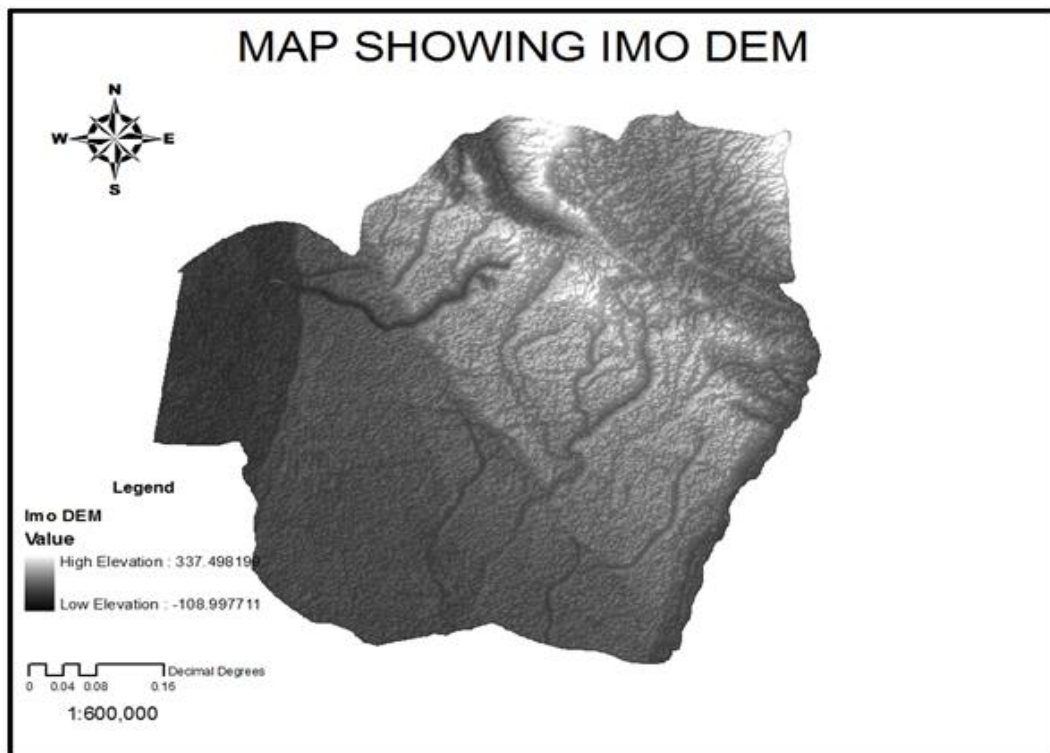 MAP SHOWING IMO DEM
N
W E
S
Legend
Imo DEM
Value
High Elevation : 337.498199
Low Elevation : -108.997711
Decimal Degrees
0 0.04 0.08 0.16
1:600,000